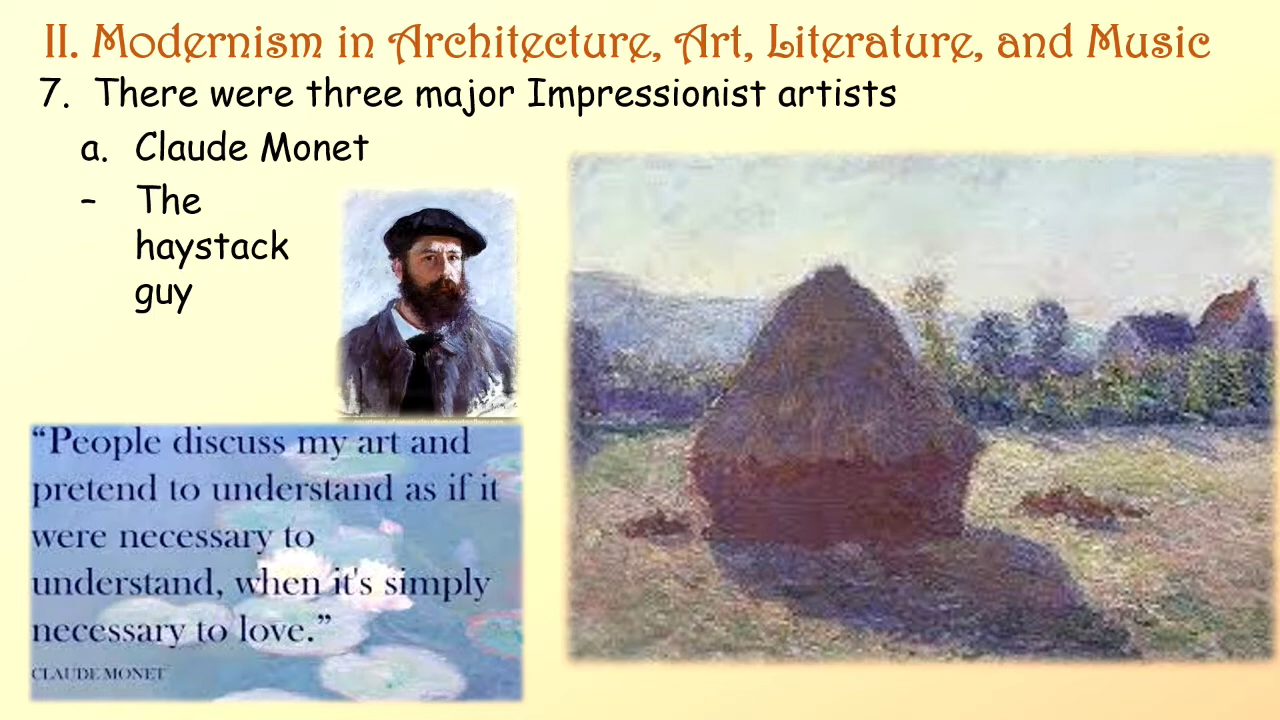 II. Modernism in Architecture, Art, Literature, and Music
7. There were three major Impressionist artists
a. Claude Monet
– The
haystack
guy
“People discuss my art and
pretend to understand as if it
were necessary to
understand, when it's simply
necessary to love.”
CLAUDE MONET